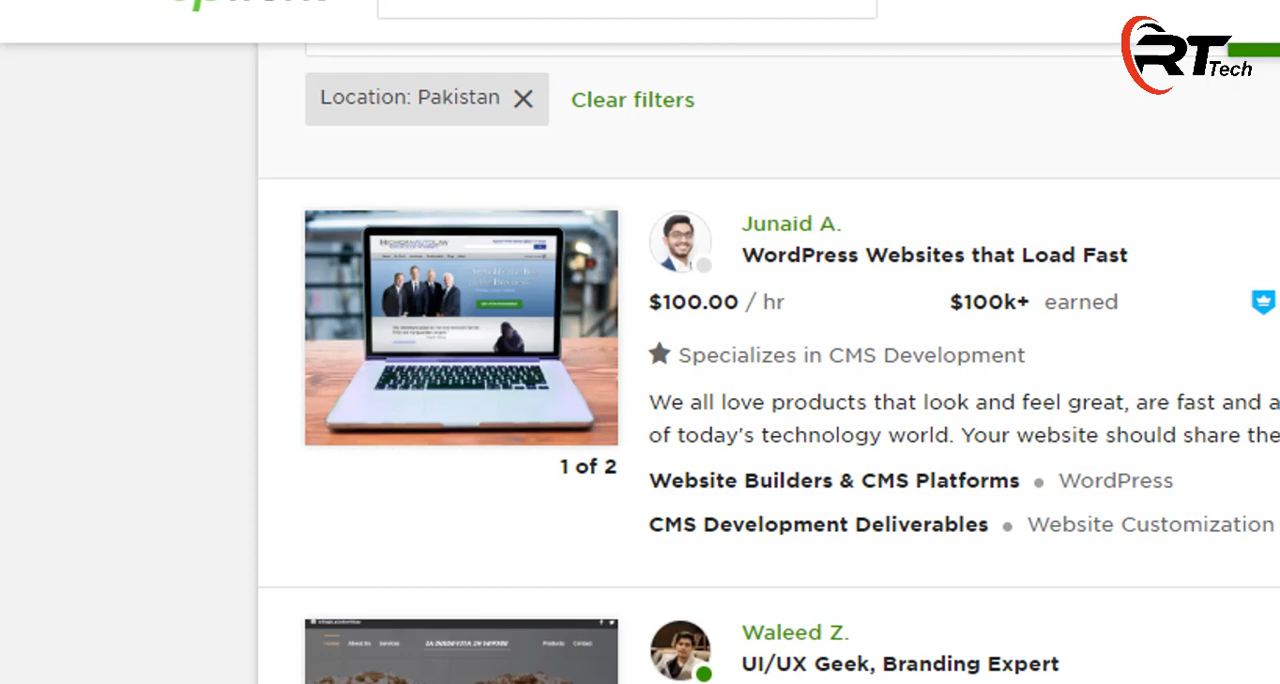 RT Tech
Location: Pakistan
Clear filters
Junaid A.
WordPress Websites that Load Fast
$100.00 / hr
$100k+ earned
Specializes in CMS Development
We all love products that look and feel great, are fast and a
of today's technology world. Your website should share the
1 of 2
Website Builders & CMS Platforms • WordPress
CMS Development Deliverables • Website Customization
Waleed Z.
UI/UX Geek, Branding Expert